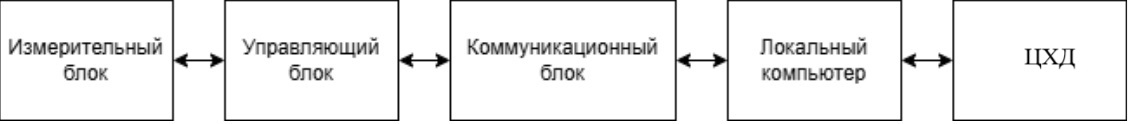 Измерительный
блок
Управляющий
блок
Коммуникационный
блок
Локальный
компьютер
ЦХД